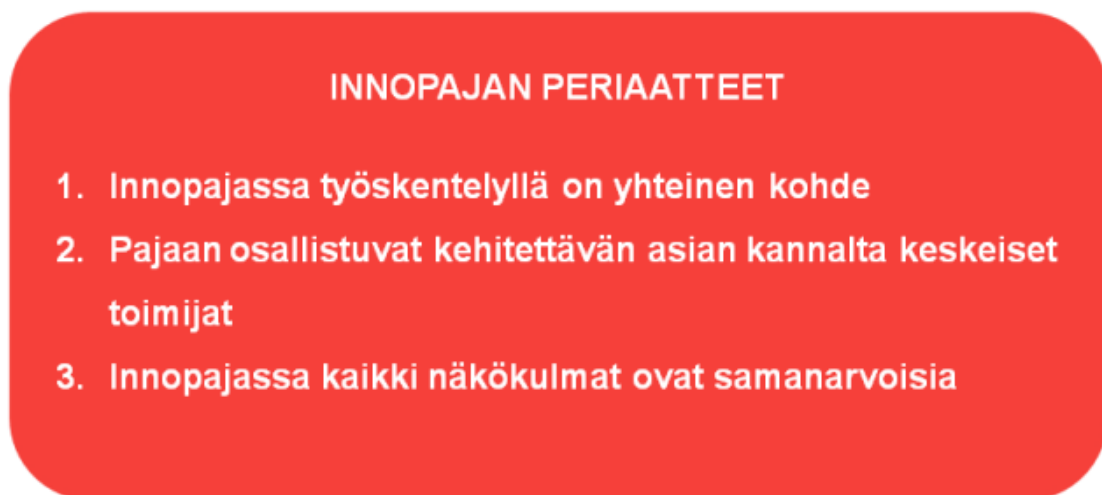 INNOPAJAN PERIAATTEET
1. Innopajassa työskentelyllä on yhteinen kohde
2. Pajaan osallistuvat kehitettävän asian kannalta keskeiset
toimijat
3. Innopajassa kaikki näkökulmat ovat samanarvoisia